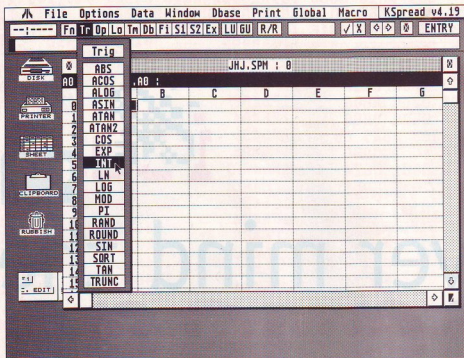 File Options Data Window Dbase Print Global Macro KSpread v4.19
--!---- Fn Tr Op Lo Tm Db Fi S1 S2 Ex LU GU R/R X ENTRY
Trig
JHJ.SPM : 0
A0 .A0 :
ABS
ACOS
ALOG
ASIN
ATAN
ATAN2
COS
EXP
INT
LN
LOG
MOD
PI
RAND
ROUND
SIN
SQRT
TAN
TRUNC
B C D E F G
0
1
2
3
4
5
6
7
8
9
10
11
12
13
14
15
DISK
PRINTER
SHEET
CLIPBOARD
RUBBISH
F1
EDIT